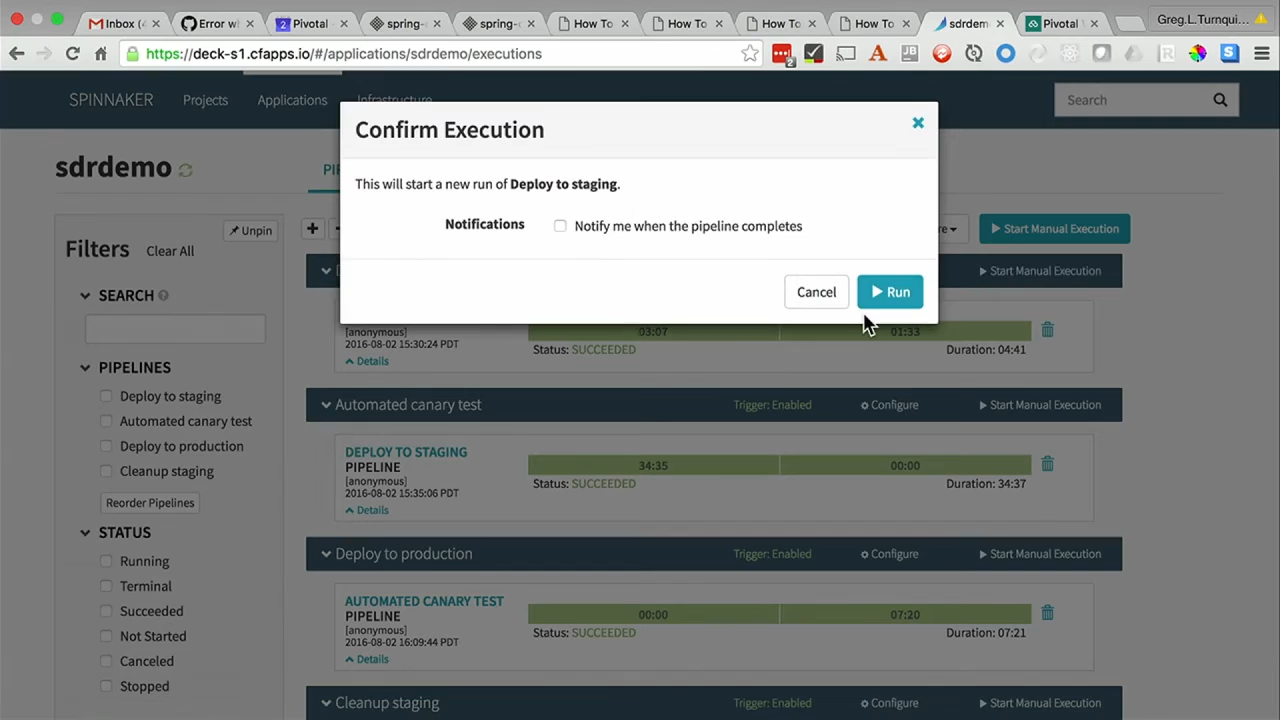 Inbox (4
Error w
Pivotal
spring-
spring-
How To
How To
How To
How To
sdrdem
Pivotal
Greg.L.Turnqui...
https://deck-s1.cfapps.io/#/applications/sdrdemo/executions
2
JB
SPINNAKER
Projects
Applications
Infrastructure
Search
Confirm Execution
This will start a new run of Deploy to staging.
Notifications
Notify me when the pipeline completes
Cancel
Run
sdrdemo
Unpin
Filters
Clear All
Start Manual Execution
Start Manual Execution
SEARCH
[anonymous]
2016-08-02 15:30:24 PDT
Details
03:07
01:33
Status: SUCCEEDED
Duration: 04:41
PIPELINES
Deploy to staging
Automated canary test
Deploy to production
Cleanup staging
Reorder Pipelines
STATUS
Running
Terminal
Succeeded
Not Started
Canceled
Stopped
Automated canary test
Trigger: Enabled
Configure
Start Manual Execution
DEPLOY TO STAGING
PIPELINE
[anonymous]
2016-08-02 15:35:06 PDT
Details
34:35
00:00
Status: SUCCEEDED
Duration: 34:37
Deploy to production
Trigger: Enabled
Configure
Start Manual Execution
AUTOMATED CANARY TEST
PIPELINE
[anonymous]
2016-08-02 16:09:44 PDT
Details
00:00
07:20
Status: SUCCEEDED
Duration: 07:21
Cleanup staging
Trigger: Enabled
Configure
Start Manual Execution